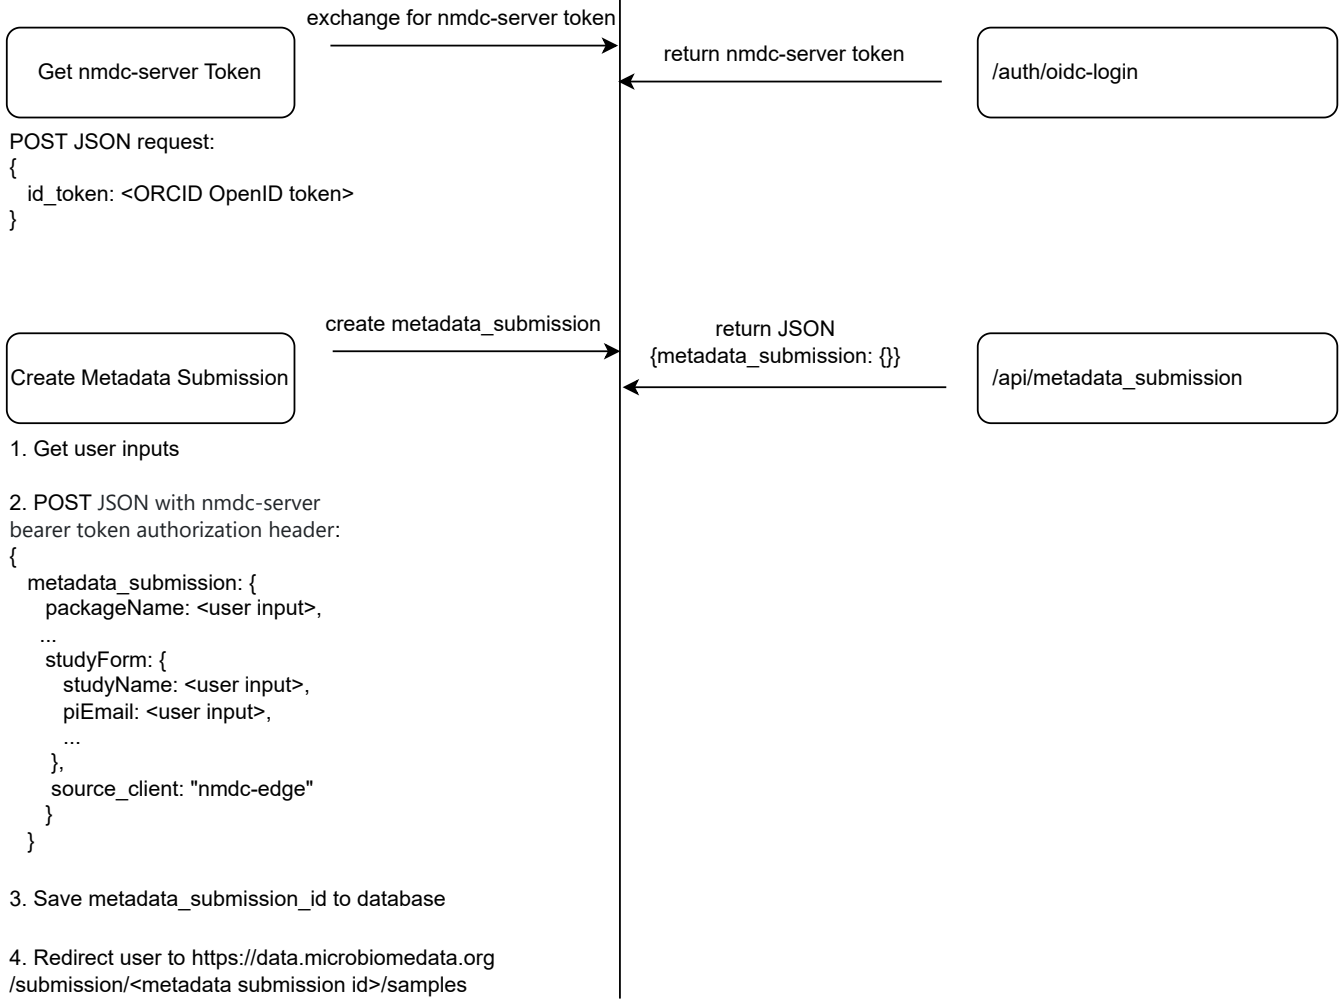 exchange for nmdc-server token
return nmdc-server token
Get nmdc-server Token
/auth/oidc-login
POST JSON request:
{
id_token: <ORCID OpenID token>
}
create metadata_submission
return JSON
{metadata_submission: {}}
Create Metadata Submission
/api/metadata_submission
1. Get user inputs
2. POST JSON with nmdc-server
bearer token authorization header:
{
metadata_submission: {
packageName: <user input>,
...
studyForm: {
studyName: <user input>,
piEmail: <user input>,
...
},
source_client: "nmdc-edge"
}
}
3. Save metadata_submission_id to database
4. Redirect user to https://data.microbiomedata.org
/submission/<metadata submission id>/samples